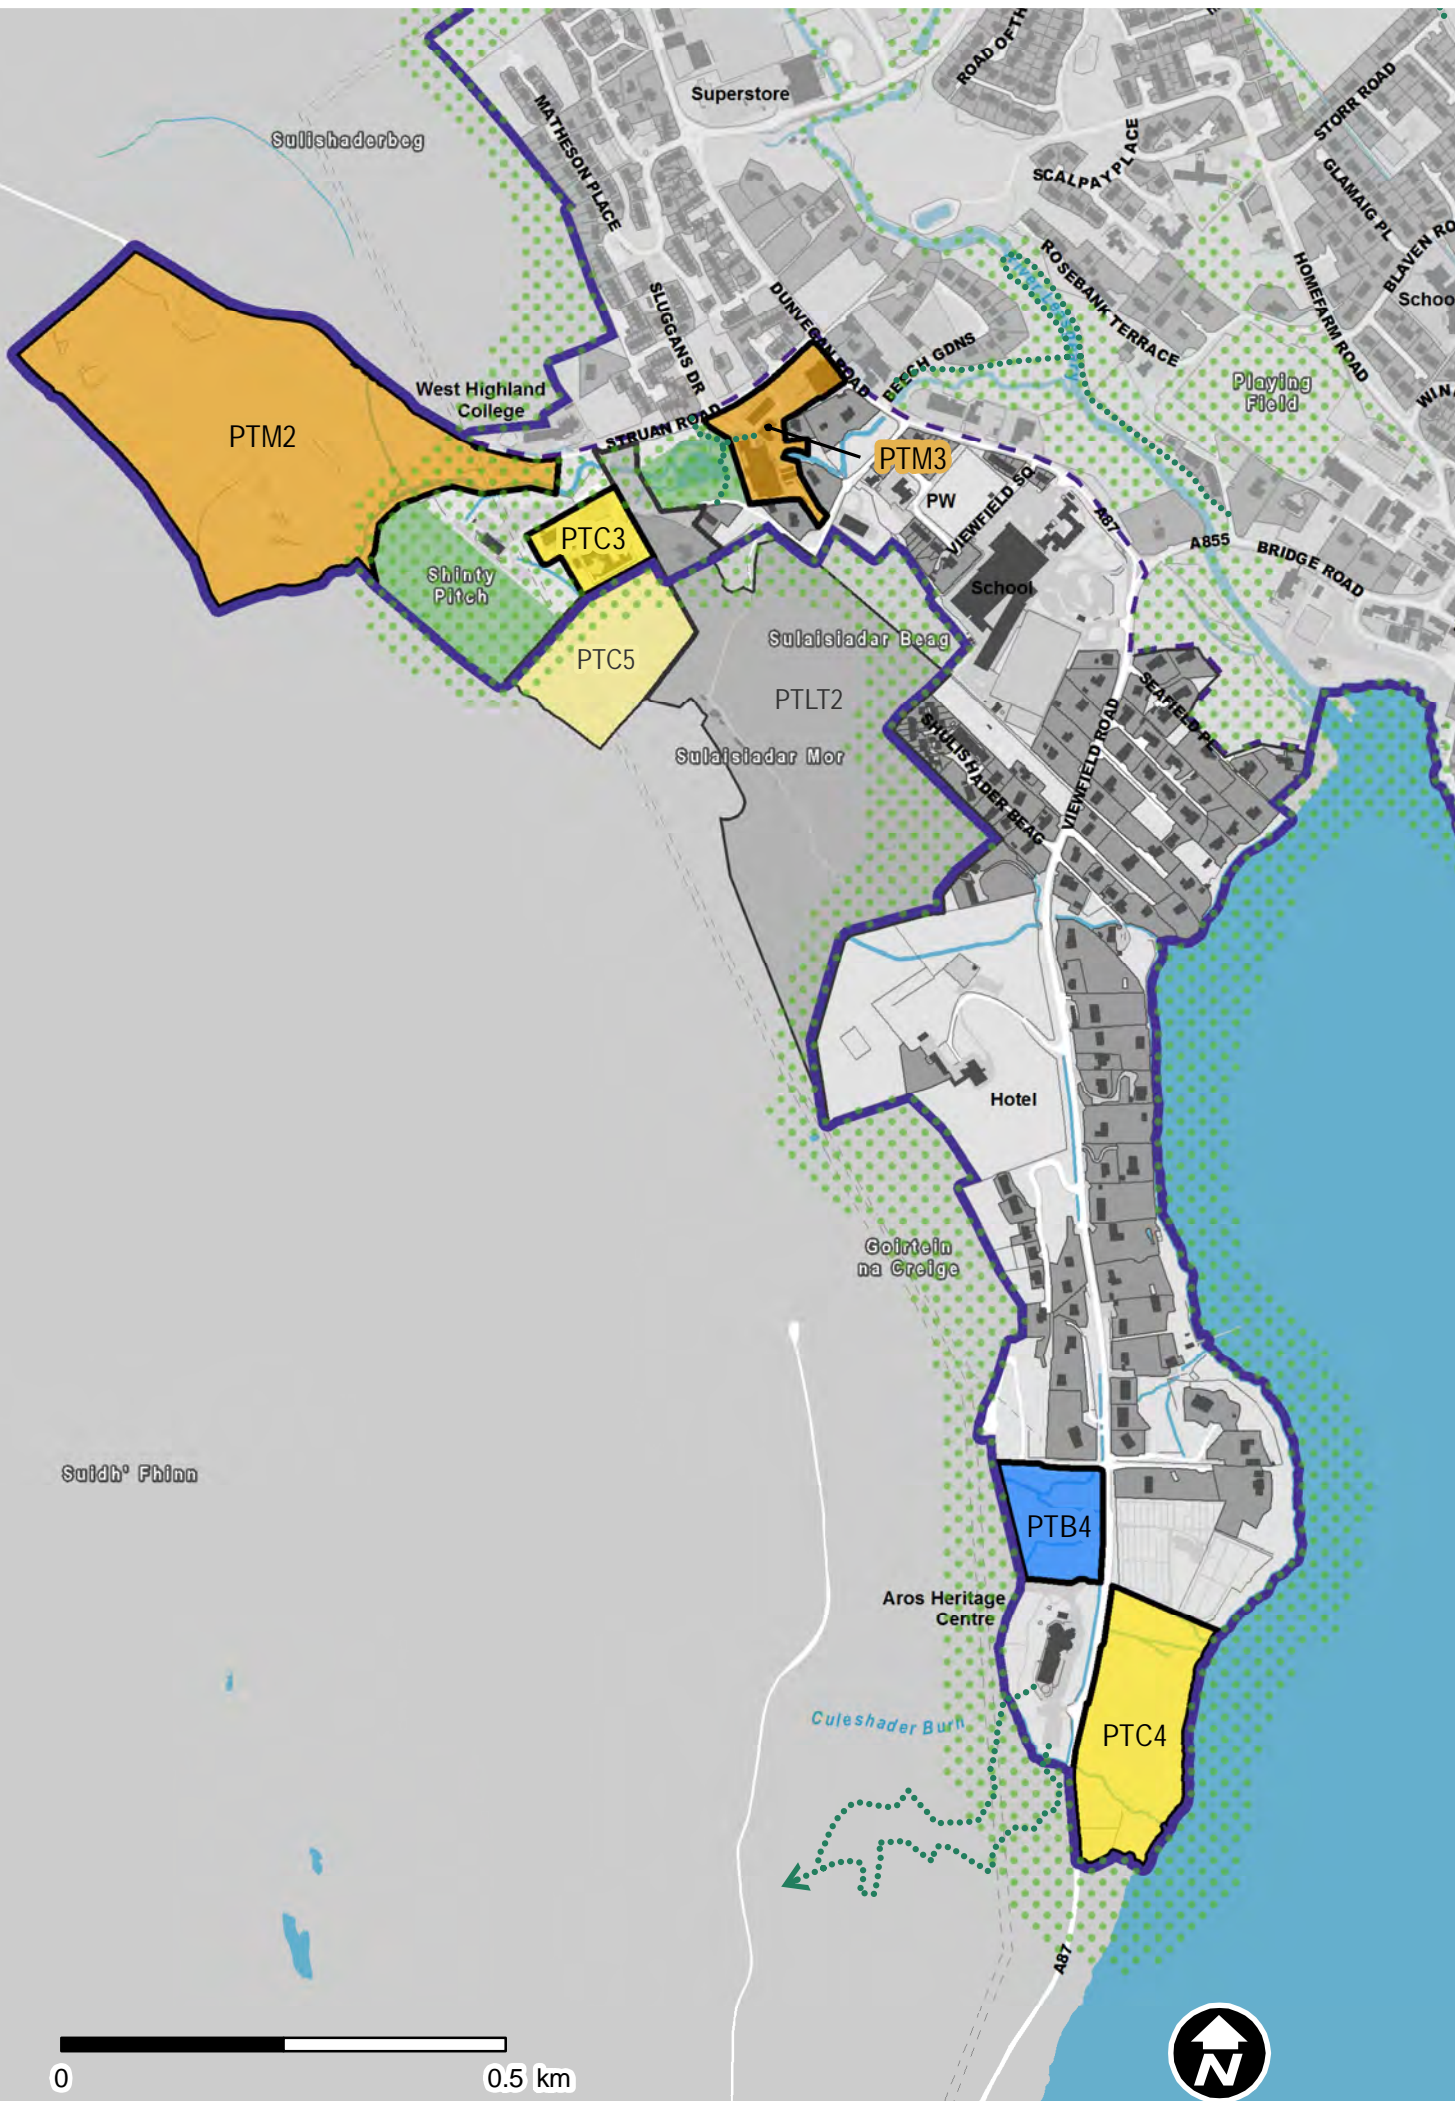 ROAD OF TH
Superstore
STORR ROAD
MATHESON PLACE
Sulishaderbeg
SCALPAY PLACE
GLAMAIG PL
BLAVEN RO
Schoo
ROSEBANK TERRACE
HOMEFARM ROAD
SLUGGANS DR
DUNVEGAN ROAD
BEECH GDNS
West Highland
College
Playing
Field
WIN
STRUAN ROAD
PTM2
PTM3
PW
VIEWFIELD SQ
A87
PTC3
A855
BRIDGE ROAD
Shinty
Pitch
School
Sulaisiadar Beag
PTC5
PTLT2
SEAFIELD PL
Sulaisiadar Mor
SHULISHADER BEAG
VIEWFIELD ROAD
Hotel
Goirtein
na Creige
Suidh' Fhinn
PTB4
Aros Heritage
Centre
Culeshader Burn
PTC4
A87
0
0.5 km
N